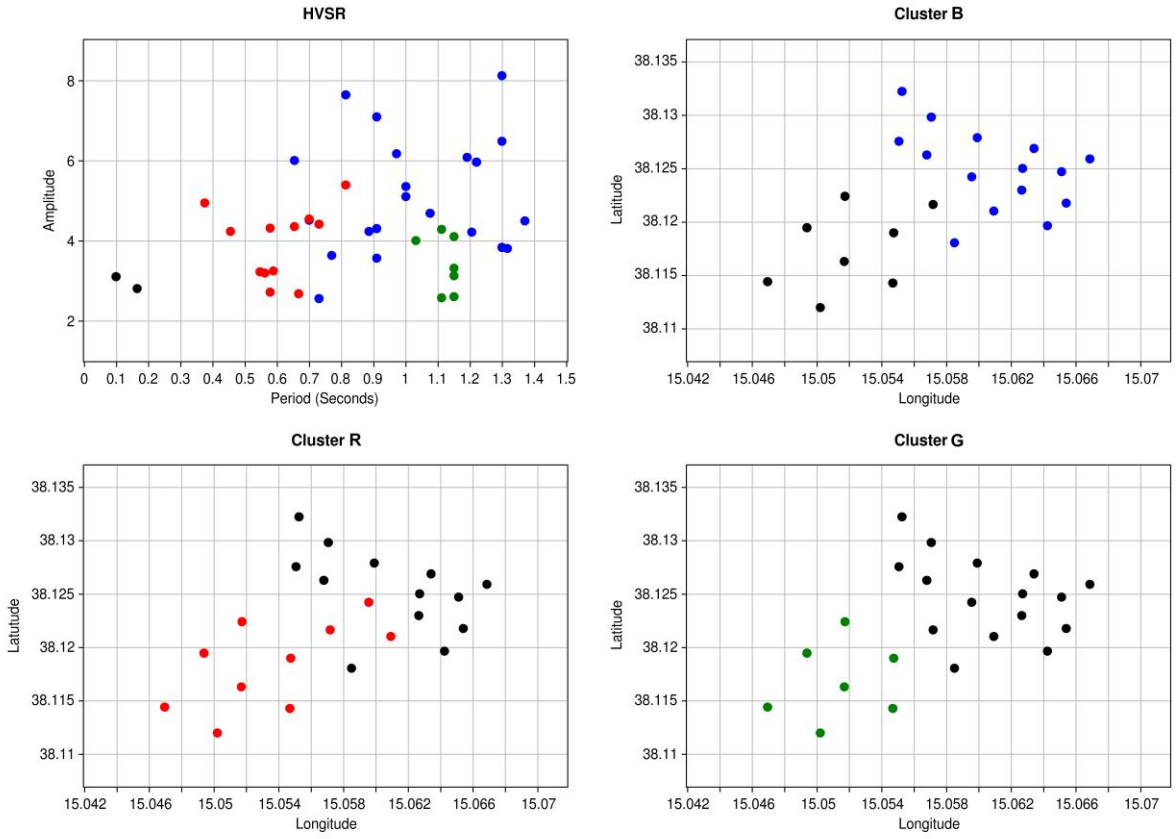 HVSR
Amplitude
8
6
4
2
0 0.1 0.2 0.3 0.4 0.5 0.6 0.7 0.8 0.9 1 1.1 1.2 1.3 1.4 1.5
Period (Seconds)
Cluster B
Latitude
38.135
38.13
38.125
38.12
38.115
38.11
15.042 15.046 15.05 15.054 15.058 15.062 15.066 15.07
Longitude
Cluster R
Latutude
38.135
38.13
38.125
38.12
38.115
38.11
15.042 15.046 15.05 15.054 15.058 15.062 15.066 15.07
Longitude
Cluster G
Latitude
38.135
38.13
38.125
38.12
38.115
38.11
15.042 15.046 15.05 15.054 15.058 15.062 15.066 15.07
Longitude